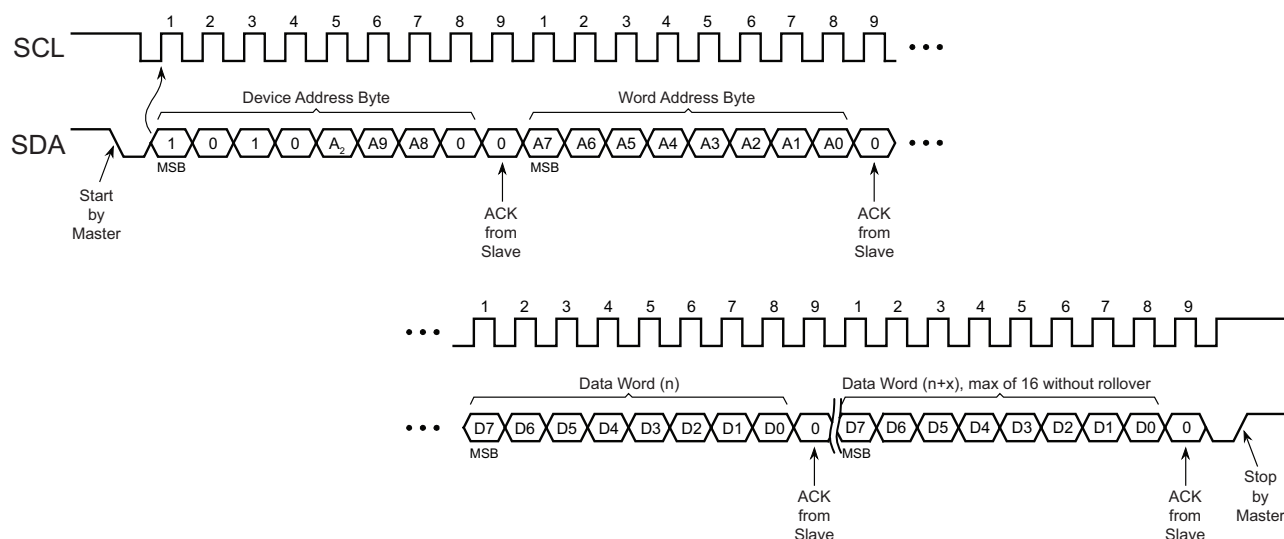 1 2 3 4 5 6 7 8 9 1 2 3 4 5 6 7 8 9
SCL
Device Address Byte Word Address Byte
SDA 1 0 1 0 A2 A9 A8 0 0 A7 A6 A5 A4 A3 A2 A1 A0 0
MSB MSB
Start
by
Master
ACK
from
Slave
ACK
from
Slave
1 2 3 4 5 6 7 8 9 1 2 3 4 5 6 7 8 9
Data Word (n) Data Word (n+x), max of 16 without rollover
D7 D6 D5 D4 D3 D2 D1 D0 0 D7 D6 D5 D4 D3 D2 D1 D0 0
MSB MSB
ACK
from
Slave
ACK
from
Slave
Stop
by
Master